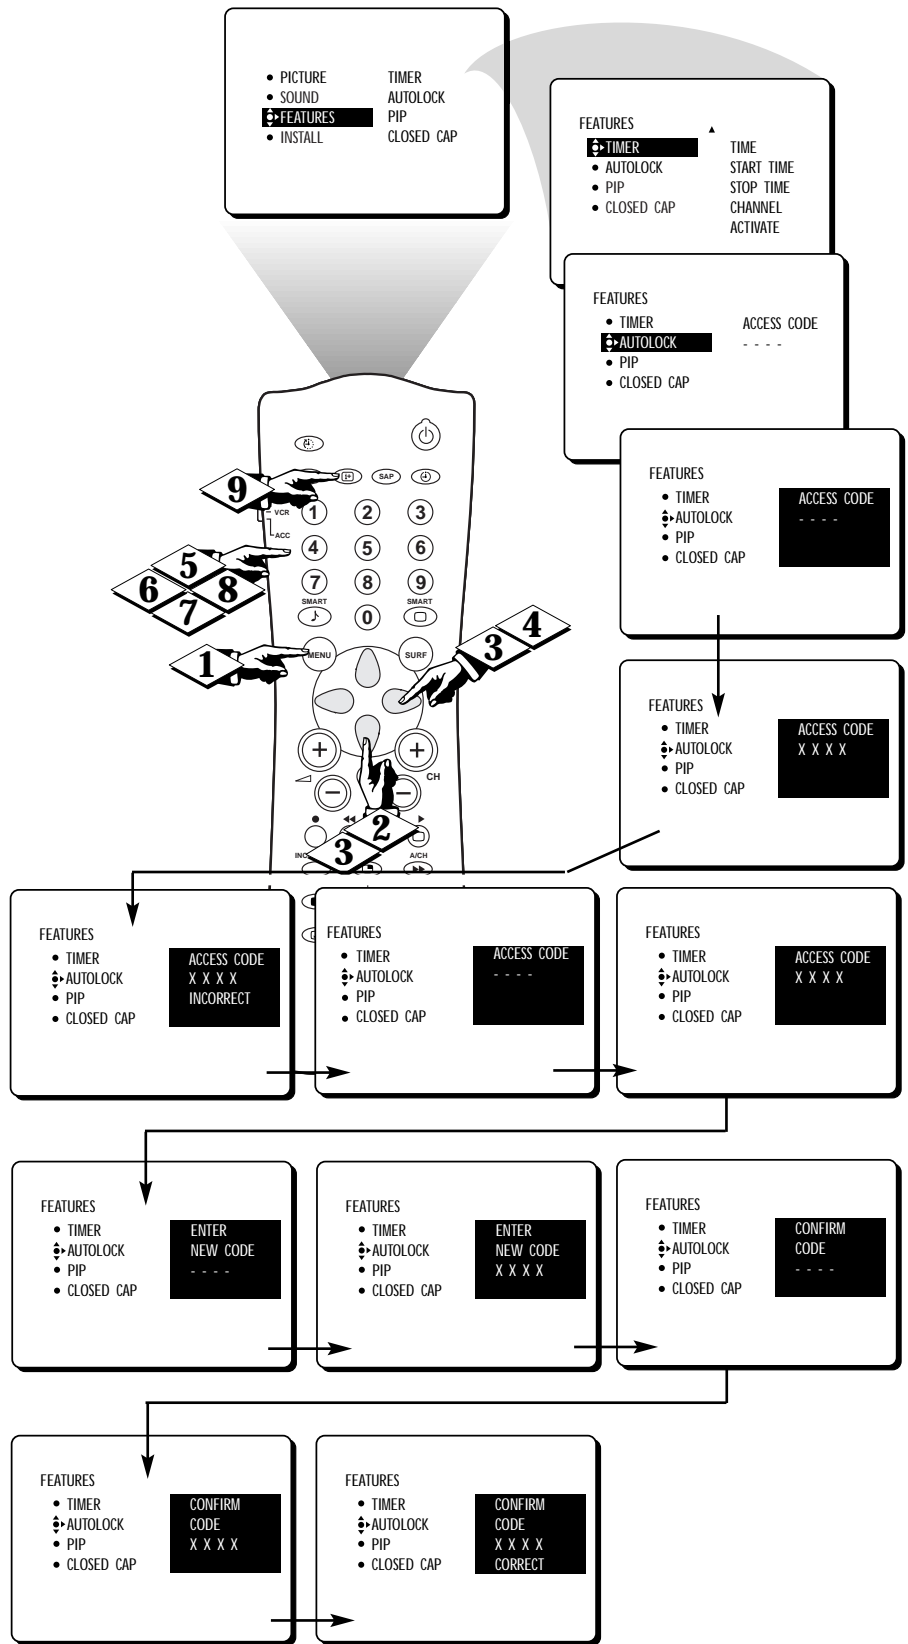 • PICTURE TIMER
• SOUND AUTOLOCK
FEATURES PIP
• INSTALL CLOSED CAP
FEATURES
TIMER TIME
• AUTOLOCK START TIME
• PIP STOP TIME
• CLOSED CAP CHANNEL
ACTIVATE
FEATURES
• TIMER ACCESS CODE
AUTOLOCK - - - -
• PIP
• CLOSED CAP
FEATURES
• TIMER ACCESS CODE
AUTOLOCK - - - -
• PIP
• CLOSED CAP
FEATURES
• TIMER ACCESS CODE
AUTOLOCK X X X X
• PIP
• CLOSED CAP
SAP
9
VCR
1 2 3
ACC
4 5 6
5
6 8
7
7 8 9
SMART SMART
0
4
3
1
MENU SURF
+ +
CH
− −
2
3
A/CH
FEATURES
• TIMER ACCESS CODE
AUTOLOCK X X X X
• PIP INCORRECT
• CLOSED CAP
FEATURES
• TIMER ACCESS CODE
AUTOLOCK - - - -
• PIP
• CLOSED CAP
FEATURES
• TIMER ACCESS CODE
AUTOLOCK X X X X
• PIP
• CLOSED CAP
FEATURES
• TIMER ENTER
AUTOLOCK NEW CODE
• PIP - - - -
• CLOSED CAP
FEATURES
• TIMER ENTER
AUTOLOCK NEW CODE
• PIP X X X X
• CLOSED CAP
FEATURES
• TIMER CONFIRM
AUTOLOCK CODE
• PIP - - - -
• CLOSED CAP
FEATURES
• TIMER CONFIRM
AUTOLOCK CODE
• PIP X X X X
• CLOSED CAP
FEATURES
• TIMER CONFIRM
AUTOLOCK CODE
• PIP X X X X
• CLOSED CAP CORRECT